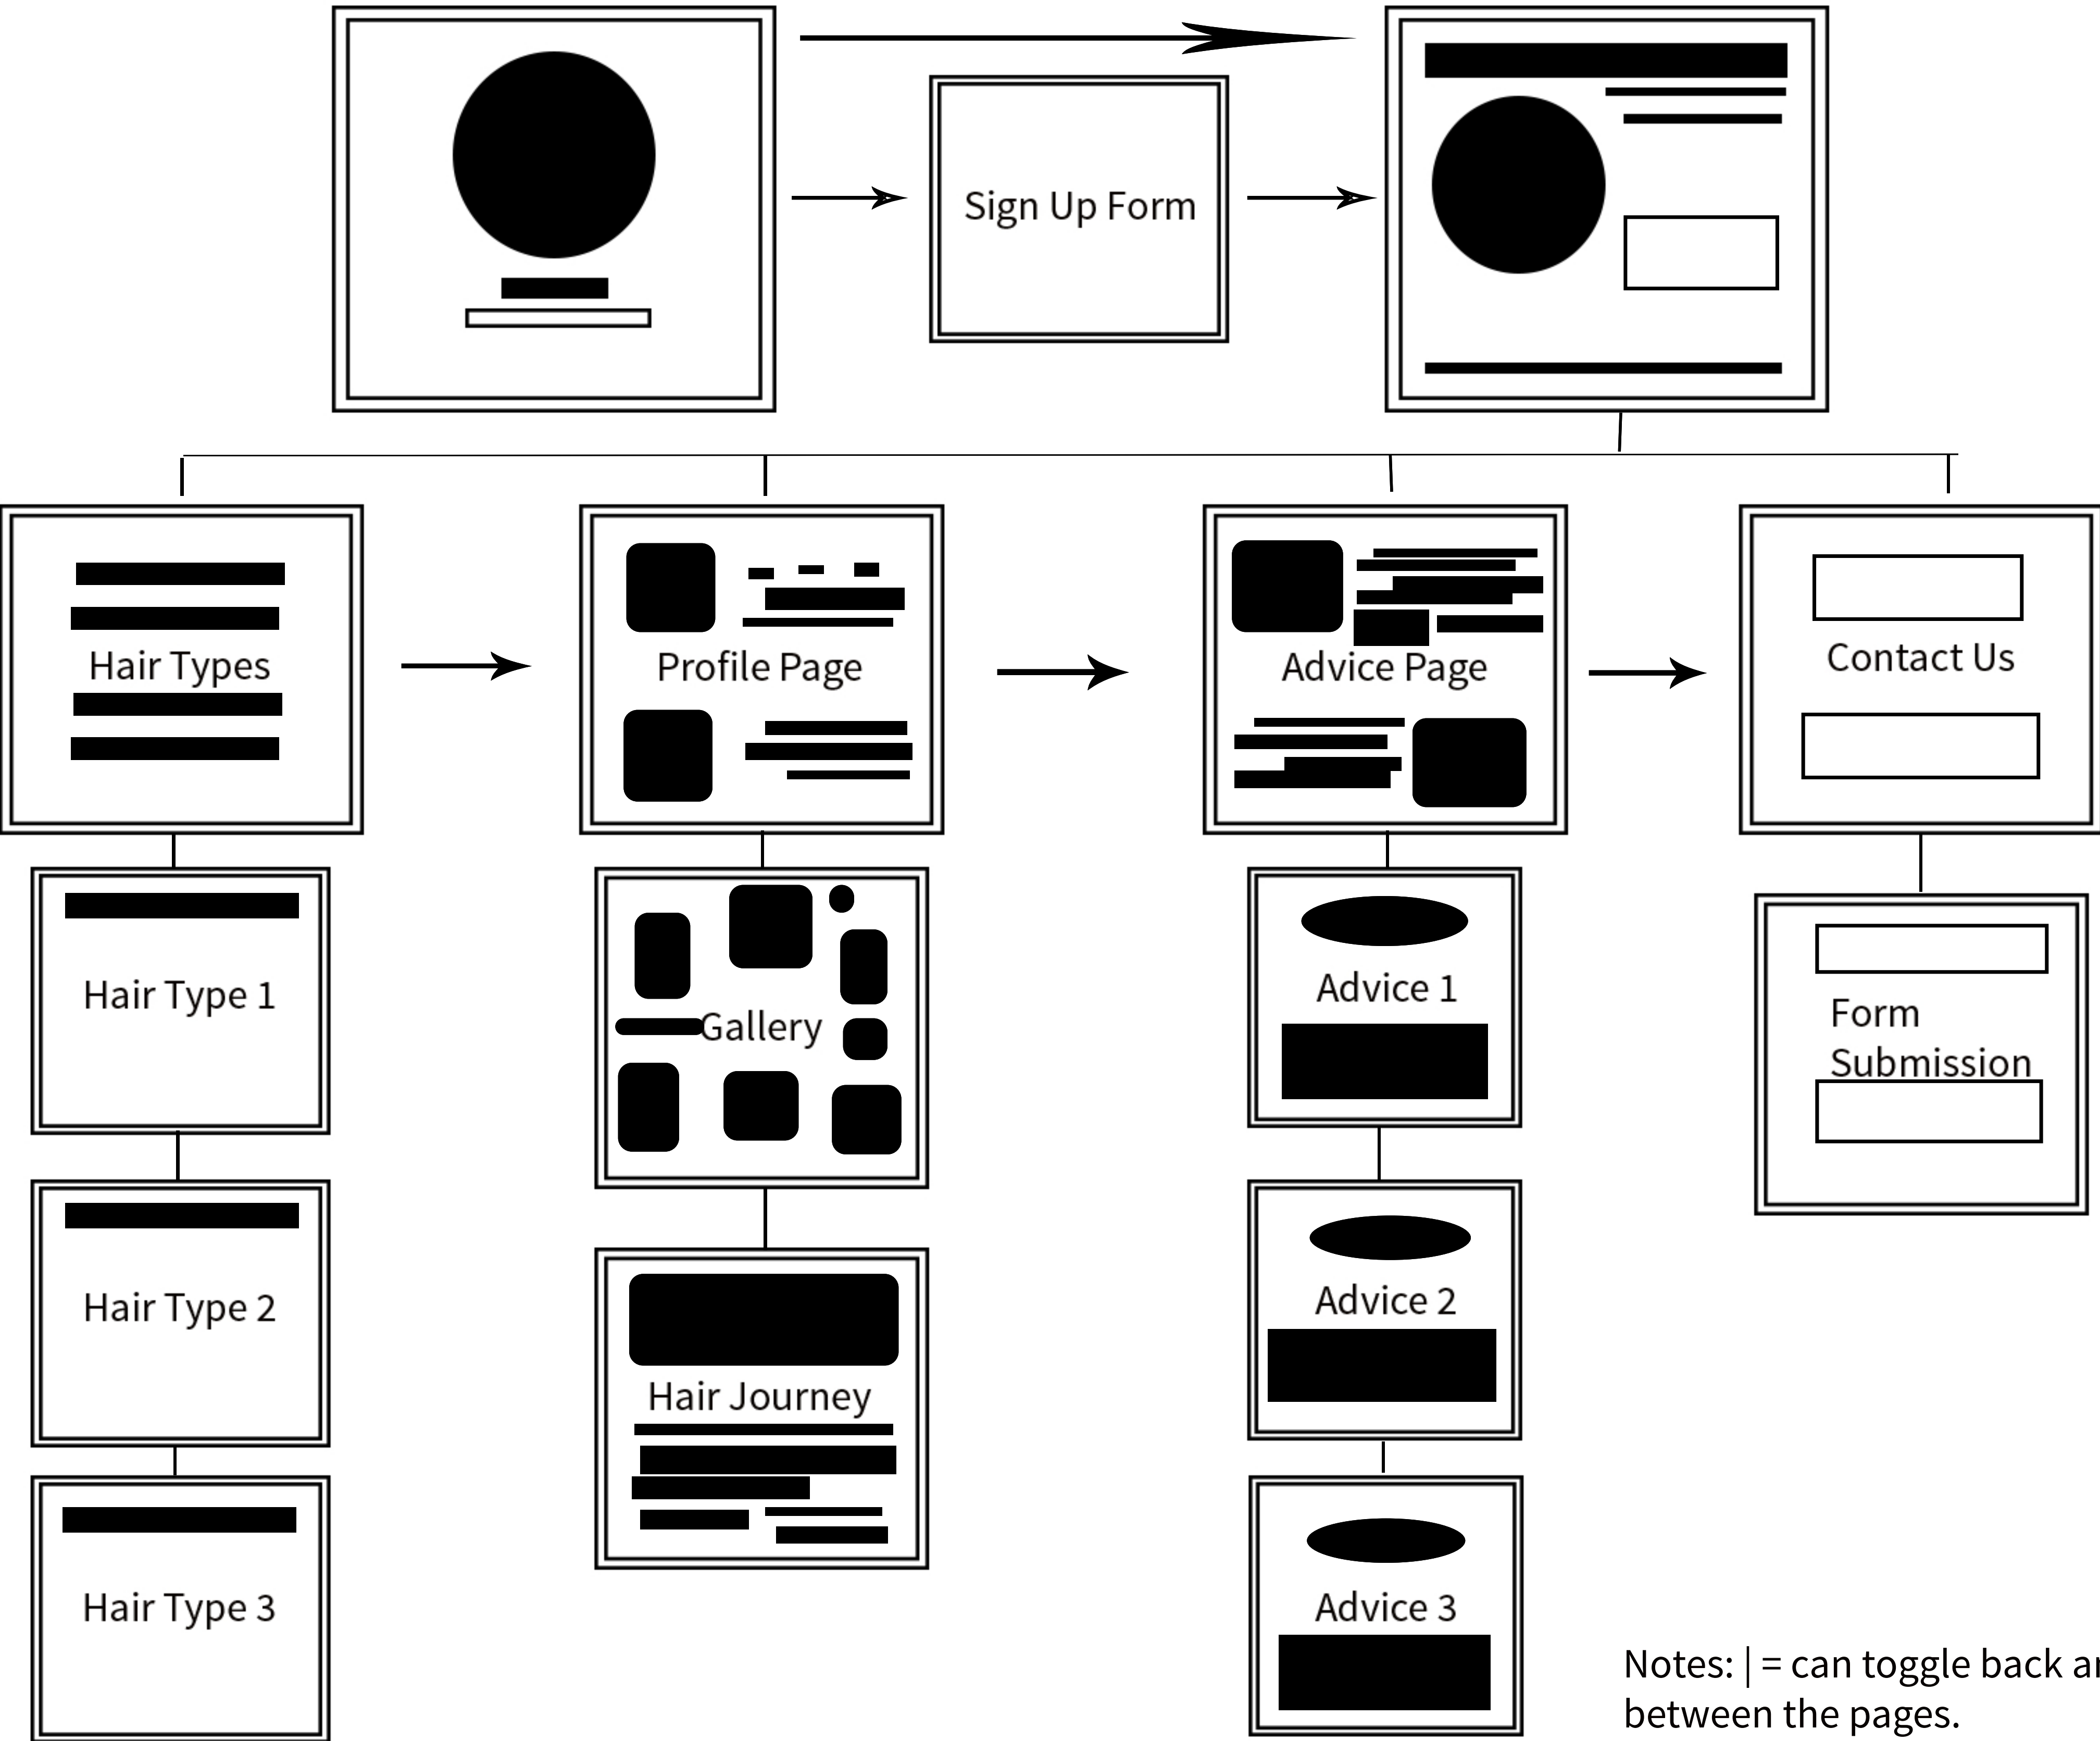 Sign Up Form
Hair Types
Profile Page
Advice Page
Contact Us
Hair Type 1
Gallery
Advice 1
Form
Submission
Hair Type 2
Advice 2
Hair Journey
Hair Type 3
Advice 3
Notes: | = can toggle back
between the pages.